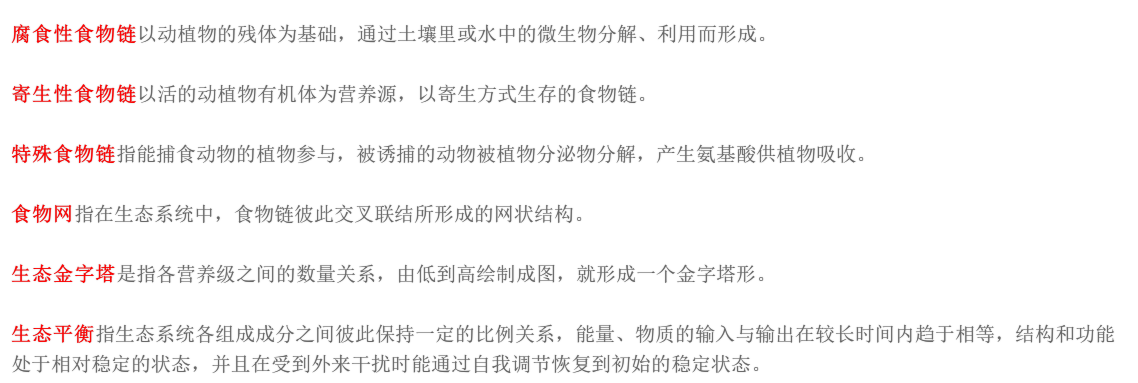 腐食性食物链以动植物的残体为基础，通过土壤里或水中的微生物分解、利用而形成。
寄生性食物链以活的动植物有机体为营养源，以寄生方式生存的食物链。
特殊食物链指能捕食动物的植物参与，被诱捕的动物被植物分泌物分解，产生氨基酸供植物吸收。
食物网指在生态系统中，食物链彼此交叉联结所形成的网状结构。
生态金字塔是指各营养级之间的数量关系，由低到高绘制成图，就形成一个金字塔形。
生态平衡指生态系统各组成成分之间彼此保持一定的比例关系，能量、物质的输入与输出在较长时间内趋于相等，结构和功能
处于相对稳定的状态，并且在受到外来干扰时能通过自我调节恢复到初始的稳定状态。